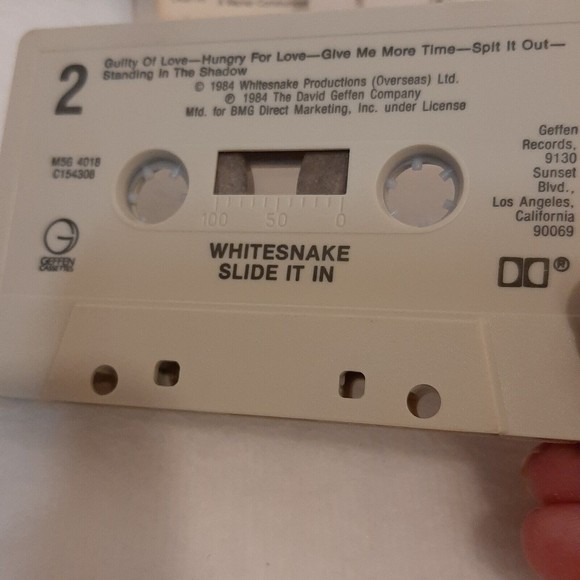 2
Guilty Of Love—Hungry For Love—Give Me More Time—Spit It Out—
Standing In The Shadow
© 1984 Whitesnake Productions (Overseas) Ltd.
℗ 1984 The David Geffen Company
Mfd. for BMG Direct Marketing, Inc. under License
M5G 4018
C154308
100 50 0
Geffen
Records,
9130
Sunset
Blvd.,
Los Angeles,
California
90069
GEFFEN
CASSETTES
WHITESNAKE
SLIDE IT IN
®